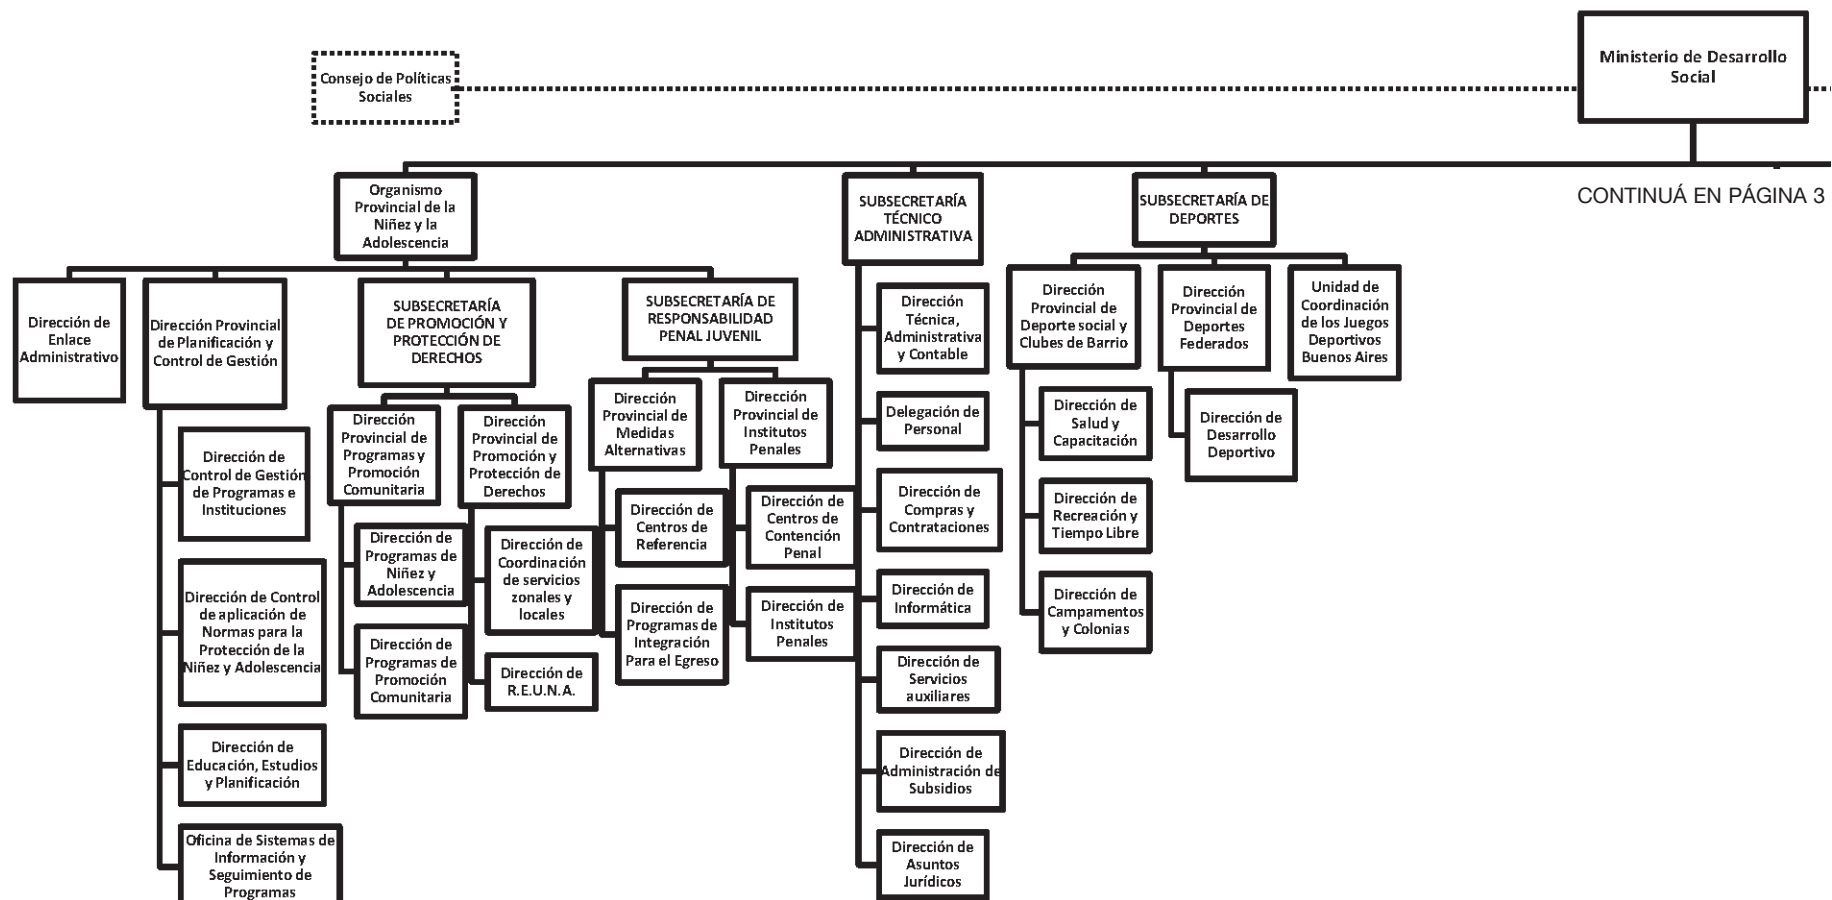 Consejo de Políticas
Sociales
Ministerio de Desarrollo
Social
CONTINUÁ EN PÁGINA 3
Organismo
Provincial de la
Niñez y la
Adolescencia
SUBSECRETARÍA
TÉCNICO
ADMINISTRATIVA
SUBSECRETARÍA DE
DEPORTES
Dirección de
Enlace
Administrativo
Dirección Provincial
de Planificación y
Control de Gestión
SUBSECRETARÍA
DE PROMOCIÓN Y
PROTECCIÓN DE
DERECHOS
SUBSECRETARÍA DE
RESPONSABILIDAD
PENAL JUVENIL
Dirección de
Control de Gestión
de Programas e
Instituciones
Dirección de Control
de aplicación de
Normas para la
Protección de la
Niñez y Adolescencia
Dirección de
Educación, Estudios
y Planificación
Oficina de Sistemas de
Información y
Seguimiento de
Programas
Dirección
Provincial de
Programas y
Promoción
Comunitaria
Dirección de
Programas de
Niñez y
Adolescencia
Dirección de
Programas de
Promoción
Comunitaria
Dirección
Provincial de
Promoción y
Protección de
Derechos
Dirección de
Coordinación
de servicios
zonales y
locales
Dirección de
R.E.U.N.A.
Dirección
Provincial de
Medidas
Alternativas
Dirección de
Centros de
Referencia
Dirección de
Programas de
Integración
Para el Egreso
Dirección
Provincial de
Institutos
Penales
Dirección de
Centros de
Contención
Penal
Dirección de
Institutos
Penales
Dirección
Técnica,
Administrativa
y Contable
Delegación de
Personal
Dirección de
Compras y
Contrataciones
Dirección de
Informática
Dirección de
Servicios
auxiliares
Dirección de
Administración de
Subsidios
Dirección de
Asuntos
Jurídicos
Dirección
Provincial de
Deporte social y
Clubes de Barrio
Dirección de
Salud y
Capacitación
Dirección de
Recreación y
Tiempo Libre
Dirección de
Campamentos
y Colonias
Dirección
Provincial de
Deportes
Federados
Dirección de
Desarrollo
Deportivo
Unidad de
Coordinación
de los Juegos
Deportivos
Buenos Aires